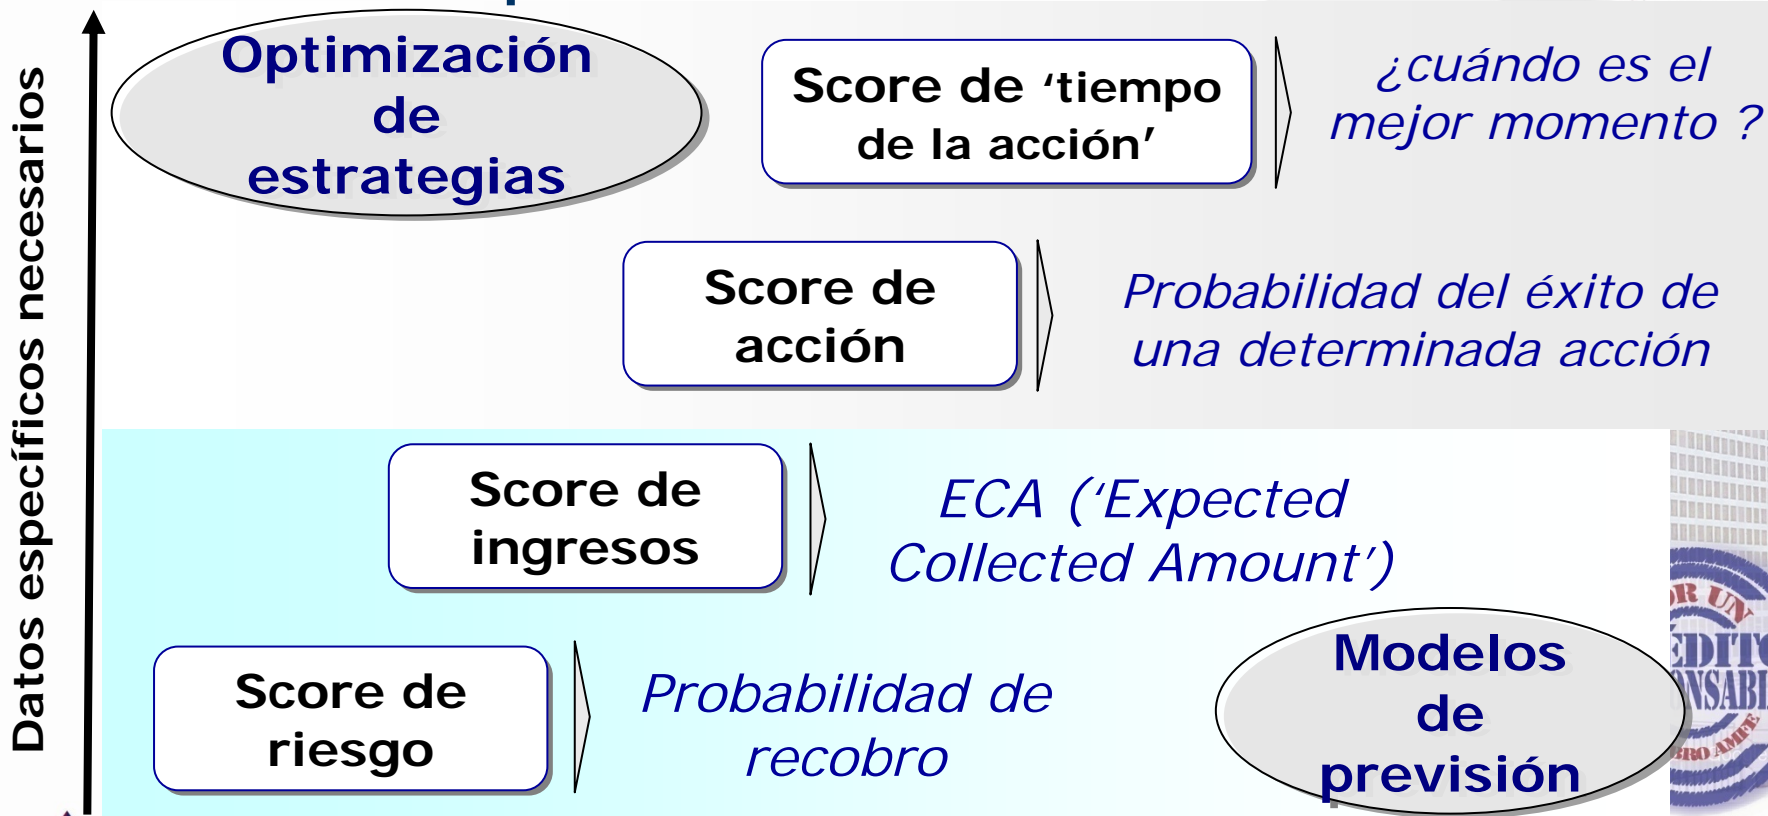 Datos específicos necesarios
Optimización
de
estrategias
Score de ‘tiempo
de la acción’
¿cuándo es el
mejor momento ?
Score de
acción
Probabilidad del éxito de
una determinada acción
Score de
ingresos
ECA (‘Expected
Collected Amount’)
Score de
riesgo
Probabilidad de
recobro
Modelos
de
previsión
UN